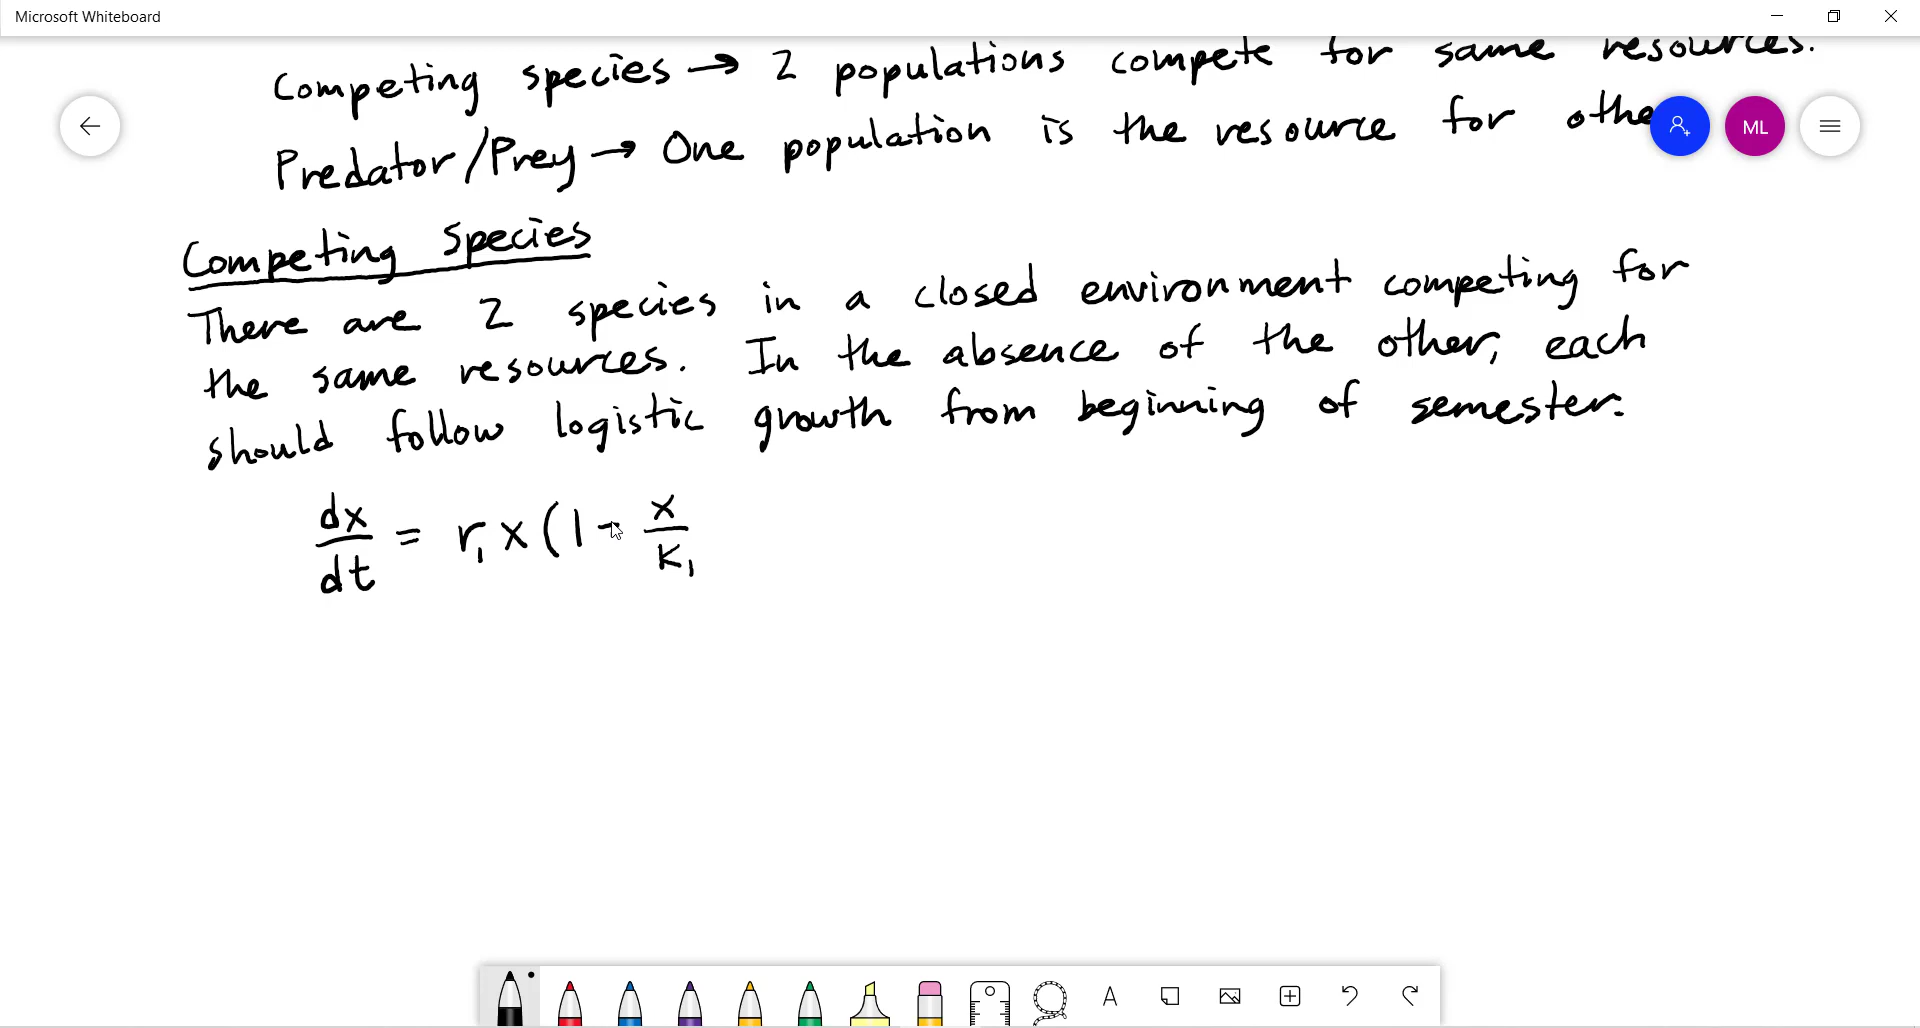 Microsoft Whiteboard
Competing species → 2 populations compete for same resources.
Predator/Prey → One population is the resource for othe
ML
Competing Species
There are 2 species in a closed environment competing for
the same resources. In the absence of the other, each
should follow logistic growth from beginning of semester.
dx/dt = r₁ x (1 - x/K₁
A